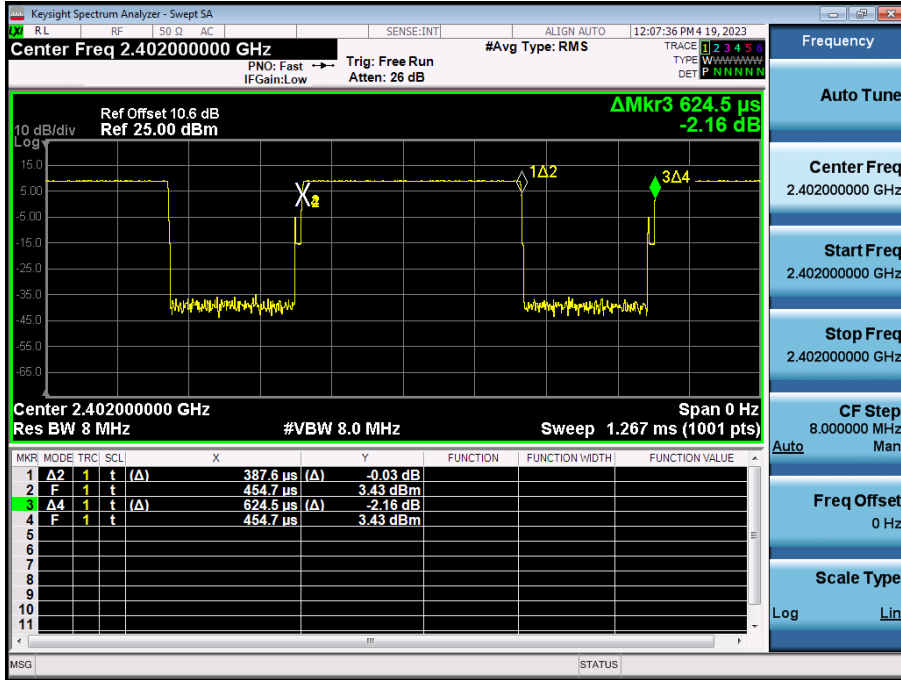 Keysight Spectrum Analyzer - Swept SA
LXI RL RF 50 Ω AC SENSE:INT ALIGN AUTO 12:07:36 PM 4 19, 2023
Center Freq 2.402000000 GHz #Avg Type: RMS TRACE 1 2 3 4 5 6
PNO: Fast Trig: Free Run TYPE WWWWWW
IFGain:Low Atten: 26 dB DET P N N N N N
Frequency
Auto Tune
Center Freq
2.402000000 GHz
Start Freq
2.402000000 GHz
Stop Freq
2.402000000 GHz
CF Step
8.000000 MHz
Auto Man
Freq Offset
0 Hz
Scale Type
Log Lin
ΔMkr3 624.5 µs
-2.16 dB
Ref Offset 10.6 dB
10 dB/div Ref 25.00 dBm
Log
15.0
5.00
-5.00
-15.0
-25.0
-35.0
-45.0
-55.0
-65.0
1Δ2
3Δ4
Center 2.402000000 GHz Span 0 Hz
Res BW 8 MHz #VBW 8.0 MHz Sweep 1.267 ms (1001 pts)
MKR MODE TRC SCL X Y FUNCTION FUNCTION WIDTH FUNCTION VALUE
1 Δ2 1 t (Δ) 387.6 µs (Δ) -0.03 dB
2 F 1 t 454.7 µs 3.43 dBm
3 Δ4 1 t (Δ) 624.5 µs (Δ) -2.16 dB
4 F 1 t 454.7 µs 3.43 dBm
5
6
7
8
9
10
11
MSG STATUS